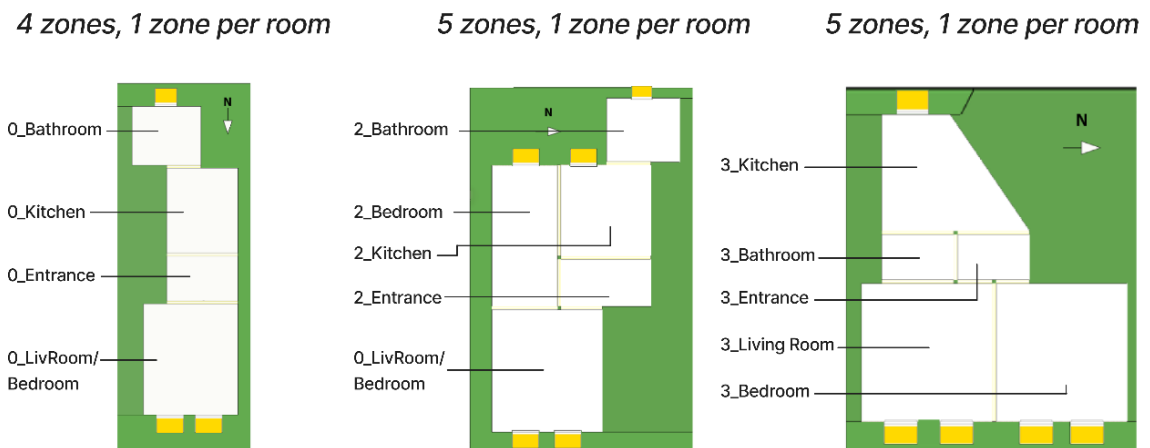 4 zones, 1 zone per room
5 zones, 1 zone per room
5 zones, 1 zone per room
N
0_Bathroom
0_Kitchen
0_Entrance
0_LivRoom/
Bedroom
N
2_Bathroom
2_Bedroom
2_Kitchen
2_Entrance
0_LivRoom/
Bedroom
N
3_Kitchen
3_Bathroom
3_Entrance
3_Living Room
3_Bedroom